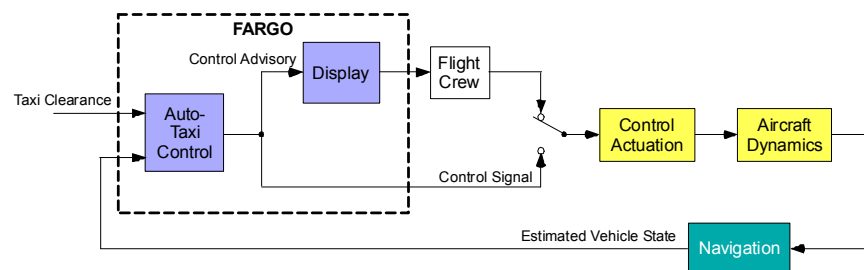 FARGO
Control Advisory
Display
Flight
Crew
Taxi Clearance
Auto-
Taxi
Control
Control
Actuation
Aircraft
Dynamics
Control Signal
Estimated Vehicle State
Navigation